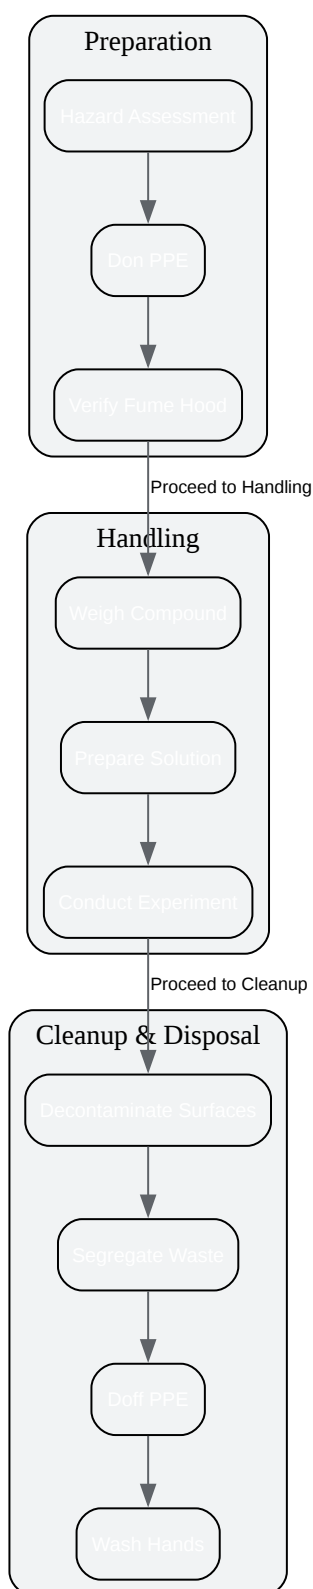 Preparation
Hazard Assessment
Don PPE
Verify Fume Hood
Proceed to Handling
Handling
Weigh Compound
Prepare Solution
Conduct Experiment
Proceed to Cleanup
Cleanup & Disposal
Decontaminate Surfaces
Segregate Waste
Doff PPE
Wash Hands